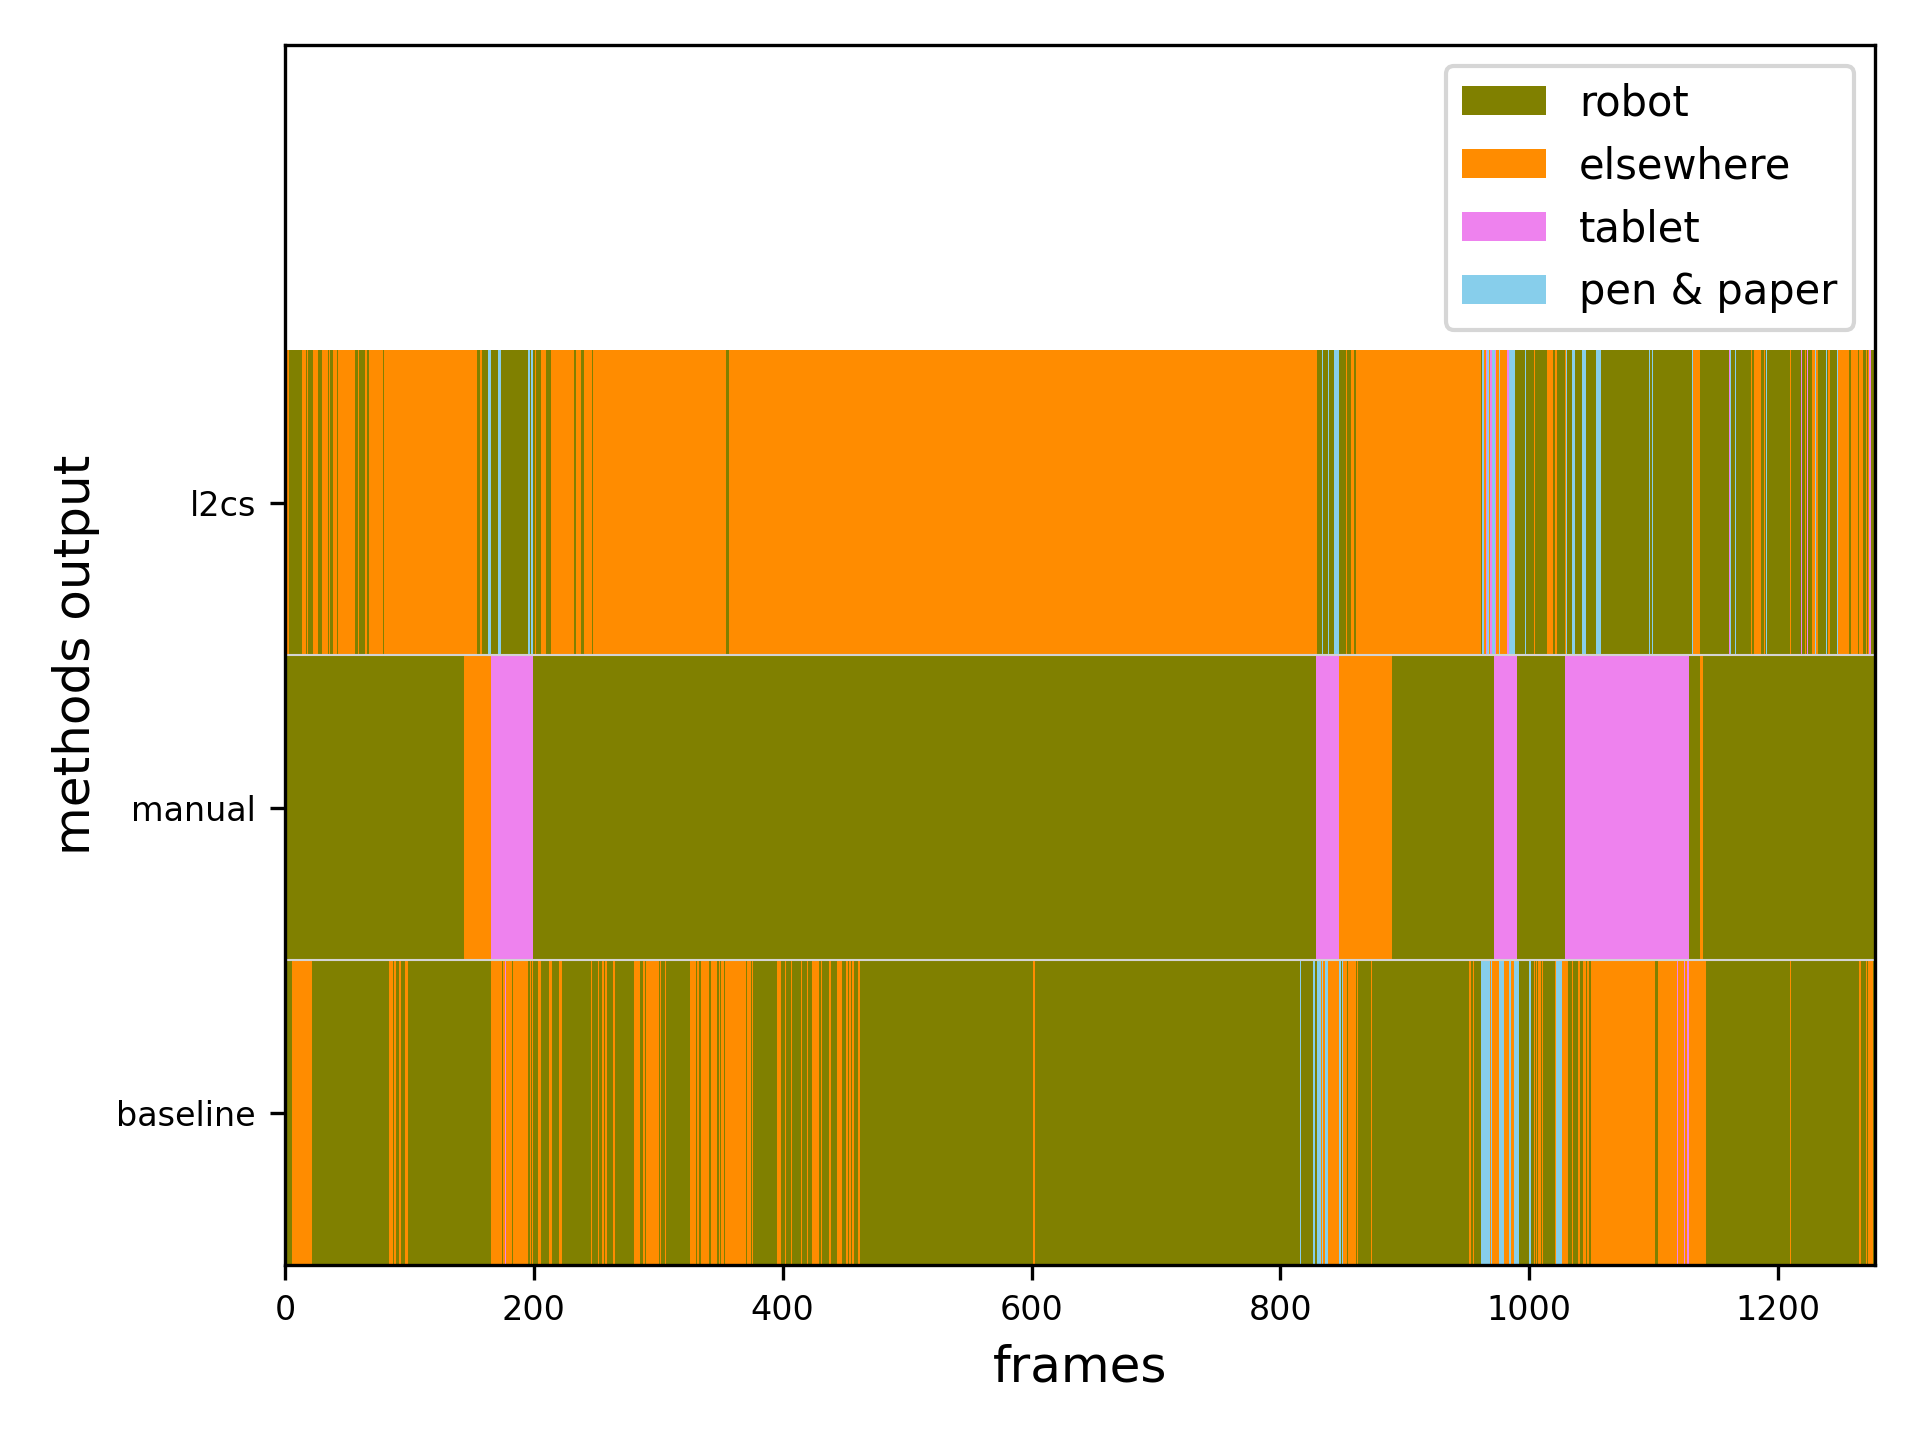 robot
elsewhere
tablet
pen & paper
methods output
l2cs
manual
baseline
0 200 400 600 800 1000 1200
frames